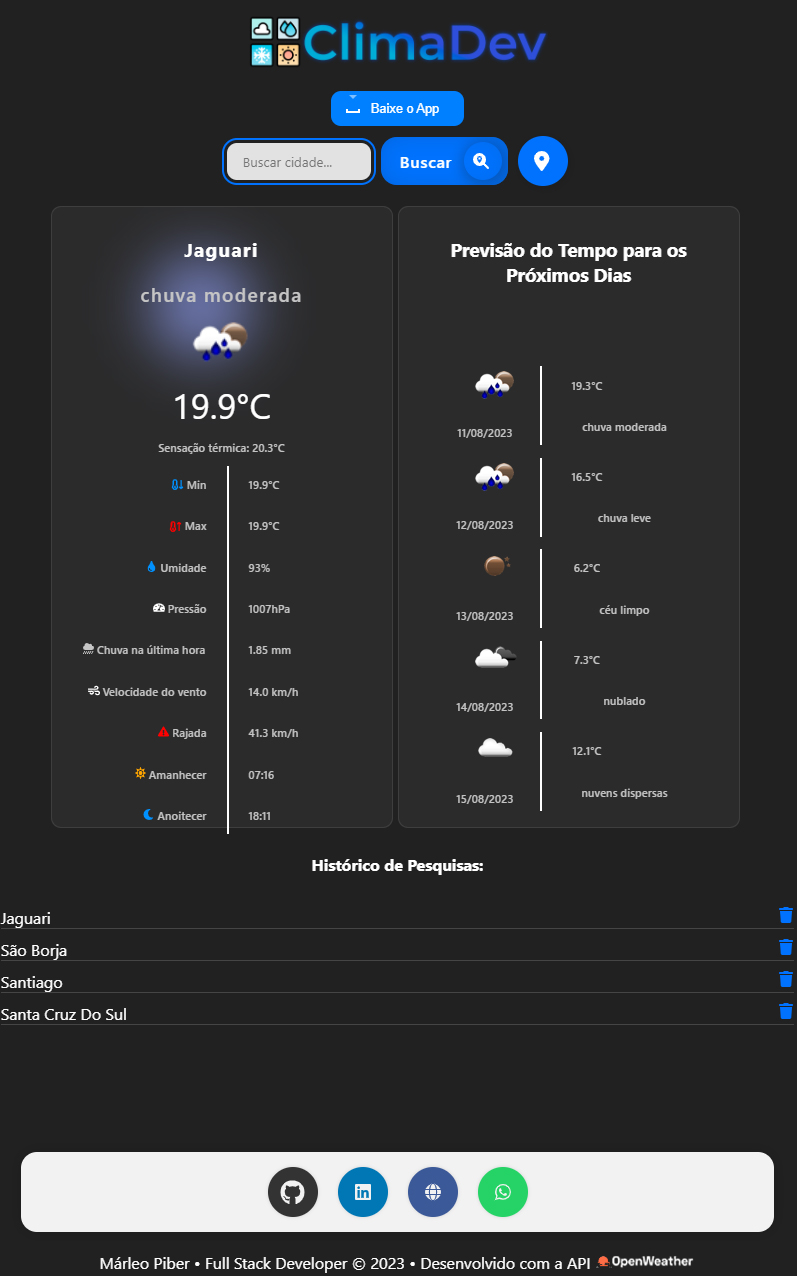 ClimaDev
Baixe o App
Buscar cidade...
Buscar
Jaguari
chuva moderada
19.9°C
Sensação térmica: 20.3°C
Min 19.9°C
Max 19.9°C
Umidade 93%
Pressão 1007hPa
Chuva na última hora 1.85 mm
Velocidade do vento 14.0 km/h
Rajada 41.3 km/h
Amanhecer 07:16
Anoitecer 18:11
Previsão do Tempo para os
Próximos Dias
19.3°C
11/08/2023
chuva moderada
16.5°C
12/08/2023
chuva leve
6.2°C
13/08/2023
céu limpo
7.3°C
14/08/2023
nublado
12.1°C
15/08/2023
nuvens dispersas
Histórico de Pesquisas:
Jaguari
São Borja
Santiago
Santa Cruz Do Sul
Márleo Piber • Full Stack Developer © 2023 • Desenvolvido com a API OpenWeather